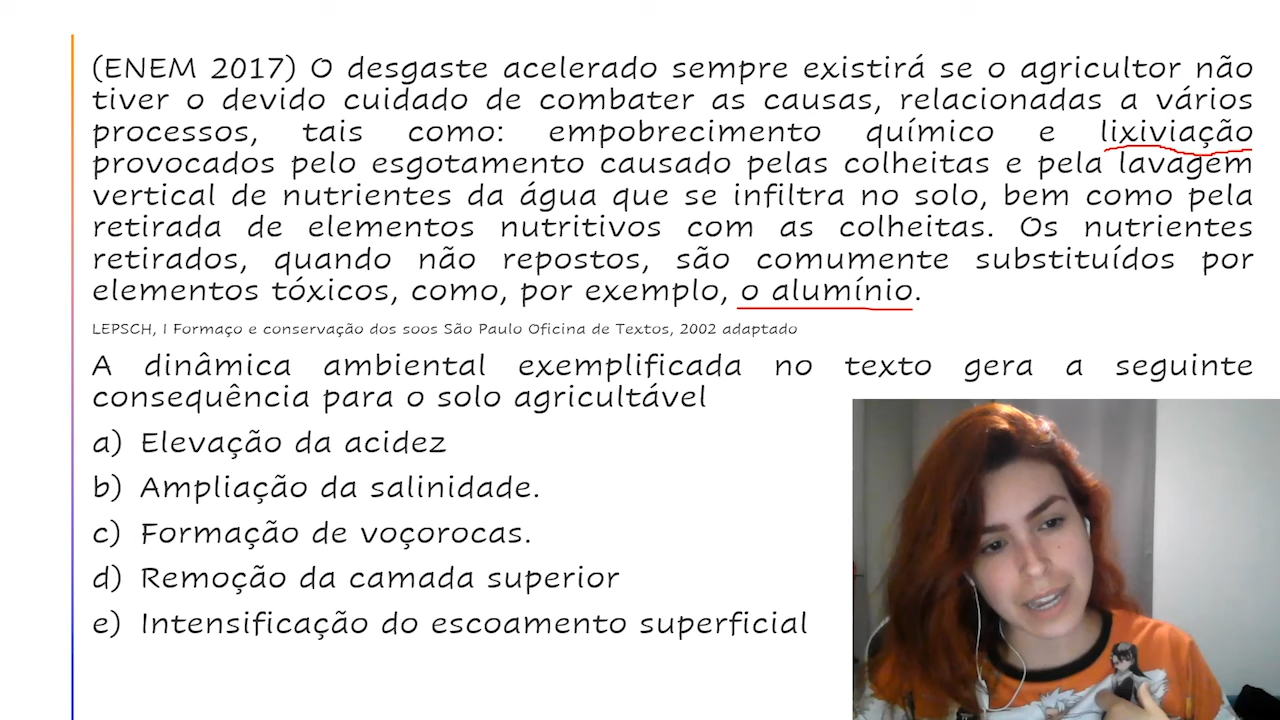 (ENEM 2017) O desgaste acelerado sempre existirá se o agricultor não
tiver o devido cuidado de combater as causas, relacionadas a vários
processos, tais como: empobrecimento químico e lixiviação
provocados pelo esgotamento causado pelas colheitas e pela lavagem
vertical de nutrientes da água que se infiltra no solo, bem como pela
retirada de elementos nutritivos com as colheitas. Os nutrientes
retirados, quando não repostos, são comumente substituídos por
elementos tóxicos, como, por exemplo, o alumínio.
LEPSCH, I Formaço e conservação dos soos São Paulo Oficina de Textos, 2002 adaptado
A dinâmica ambiental exemplificada no texto gera a seguinte
consequência para o solo agricultável
a) Elevação da acidez
b) Ampliação da salinidade.
c) Formação de voçorocas.
d) Remoção da camada superior
e) Intensificação do escoamento superficial